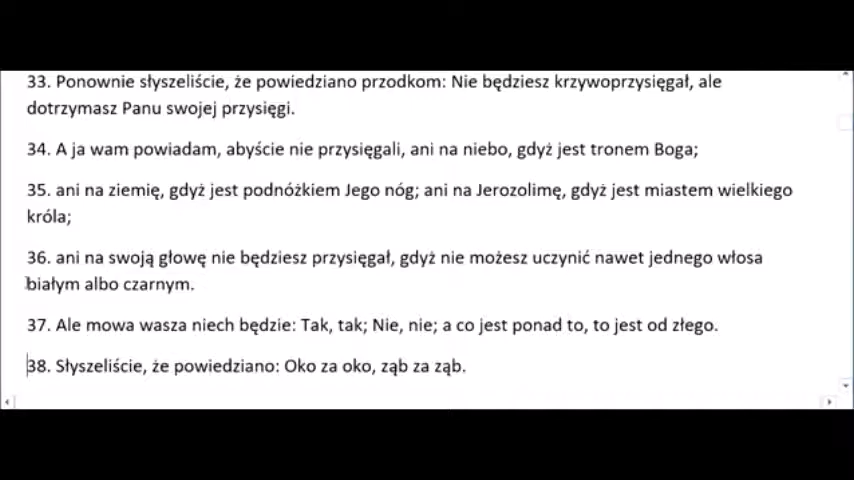 33. Ponownie słyszeliście, że powiedziano przodkom: Nie będziesz krzywoprzysięgał, ale
dotrzymasz Panu swojej przysięgi.
34. A ja wam powiadam, abyście nie przysięgali, ani na niebo, gdyż jest tronem Boga;
35. ani na ziemię, gdyż jest podnóżkiem Jego nóg; ani na Jerozolimę, gdyż jest miastem wielkiego
króla;
36. ani na swoją głowę nie będziesz przysięgał, gdyż nie możesz uczynić nawet jednego włosa
białym albo czarnym.
37. Ale mowa wasza niech będzie: Tak, tak; Nie, nie; a co jest ponad to, to jest od złego.
38. Słyszeliście, że powiedziano: Oko za oko, ząb za ząb.